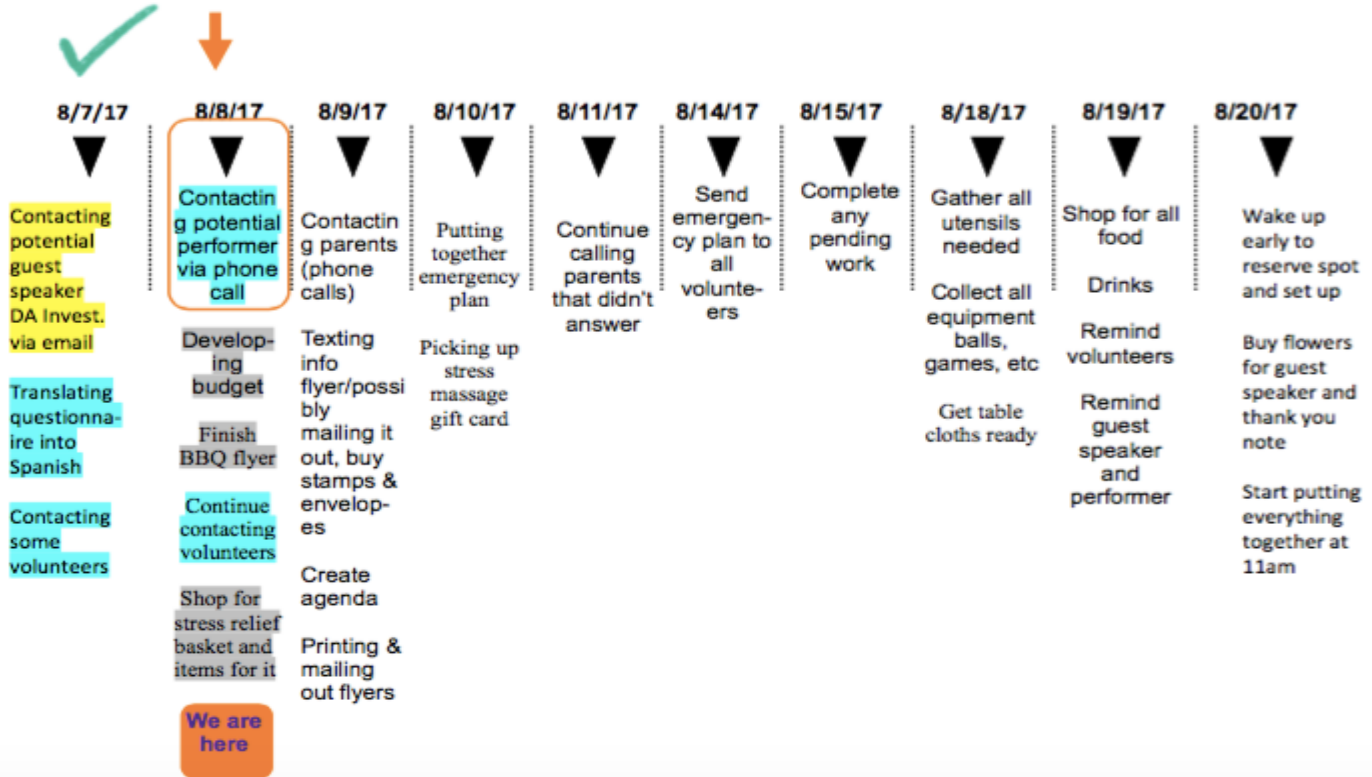 8/7/17
8/8/17
8/9/17
8/10/17
8/11/17
8/14/17
8/15/17
8/18/17
8/19/17
8/20/17
Contacting
potential
guest
speaker
DA Invest.
via email
Translating
questionna-
ire into
Spanish
Contacting
some
volunteers
Contactin
g potential
performer
via phone
call
Develop-
ing
budget
Finish
BBQ flyer
Continue
contacting
volunteers
Shop for
stress relief
basket and
items for it
We are
here
Contactin
g parents
(phone
calls)
Texting
info
flyer/possi
bly
mailing it
out, buy
stamps &
envelop-
es
Create
agenda
Printing &
mailing
out flyers
Putting
together
emergency
plan
Picking up
stress
massage
gift card
Continue
calling
parents
that didn't
answer
Send
emergen-
cy plan to
all
volunte-
ers
Complete
any
pending
work
Gather all
utensils
needed
Collect all
equipment
balls,
games, etc
Get table
cloths ready
Shop for all
food
Drinks
Remind
volunteers
Remind
guest
speaker
and
performer
Wake up
early to
reserve spot
and set up
Buy flowers
for guest
speaker and
thank you
note
Start putting
everything
together at
11am